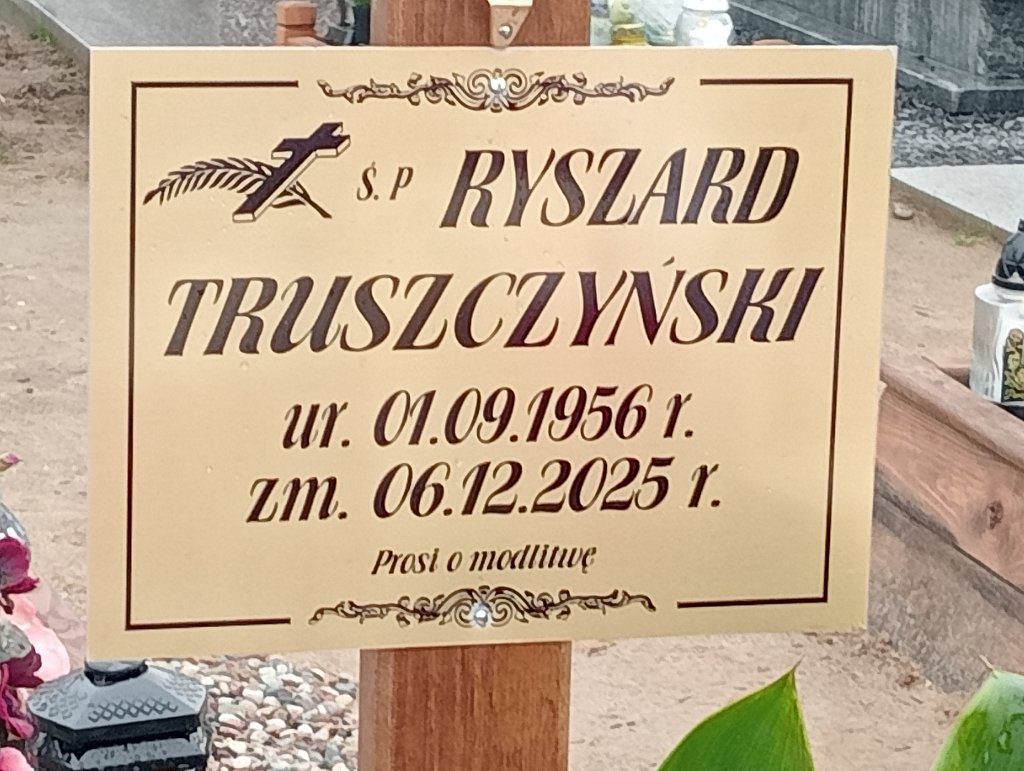 Ś. P RYSZARD
TRUSZCZYŃSKI
ur. 01.09.1956 r.
zm. 06.12.2025 r.
Prosi o modlitwę